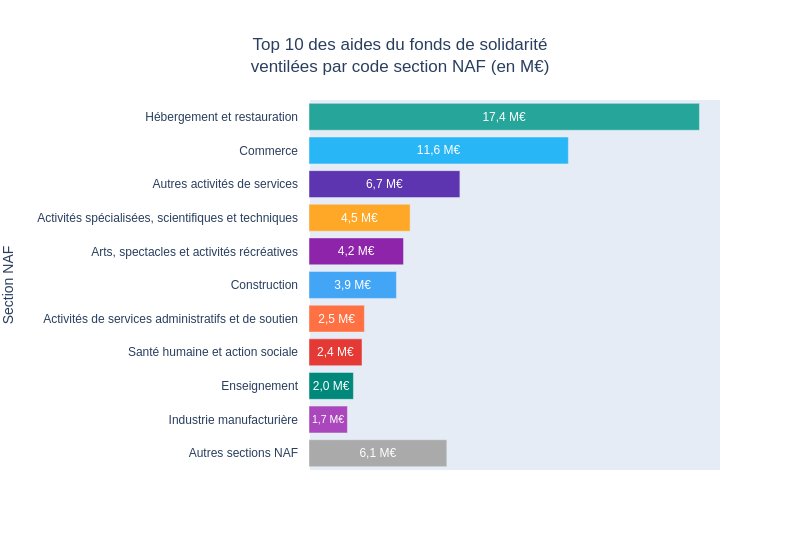 Top 10 des aides du fonds de solidarité
ventilées par code section NAF (en M€)
Section NAF
Hébergement et restauration 17,4 M€
Commerce 11,6 M€
Autres activités de services 6,7 M€
Activités spécialisées, scientifiques et techniques 4,5 M€
Arts, spectacles et activités récréatives 4,2 M€
Construction 3,9 M€
Activités de services administratifs et de soutien 2,5 M€
Santé humaine et action sociale 2,4 M€
Enseignement 2,0 M€
Industrie manufacturière 1,7 M€
Autres sections NAF 6,1 M€